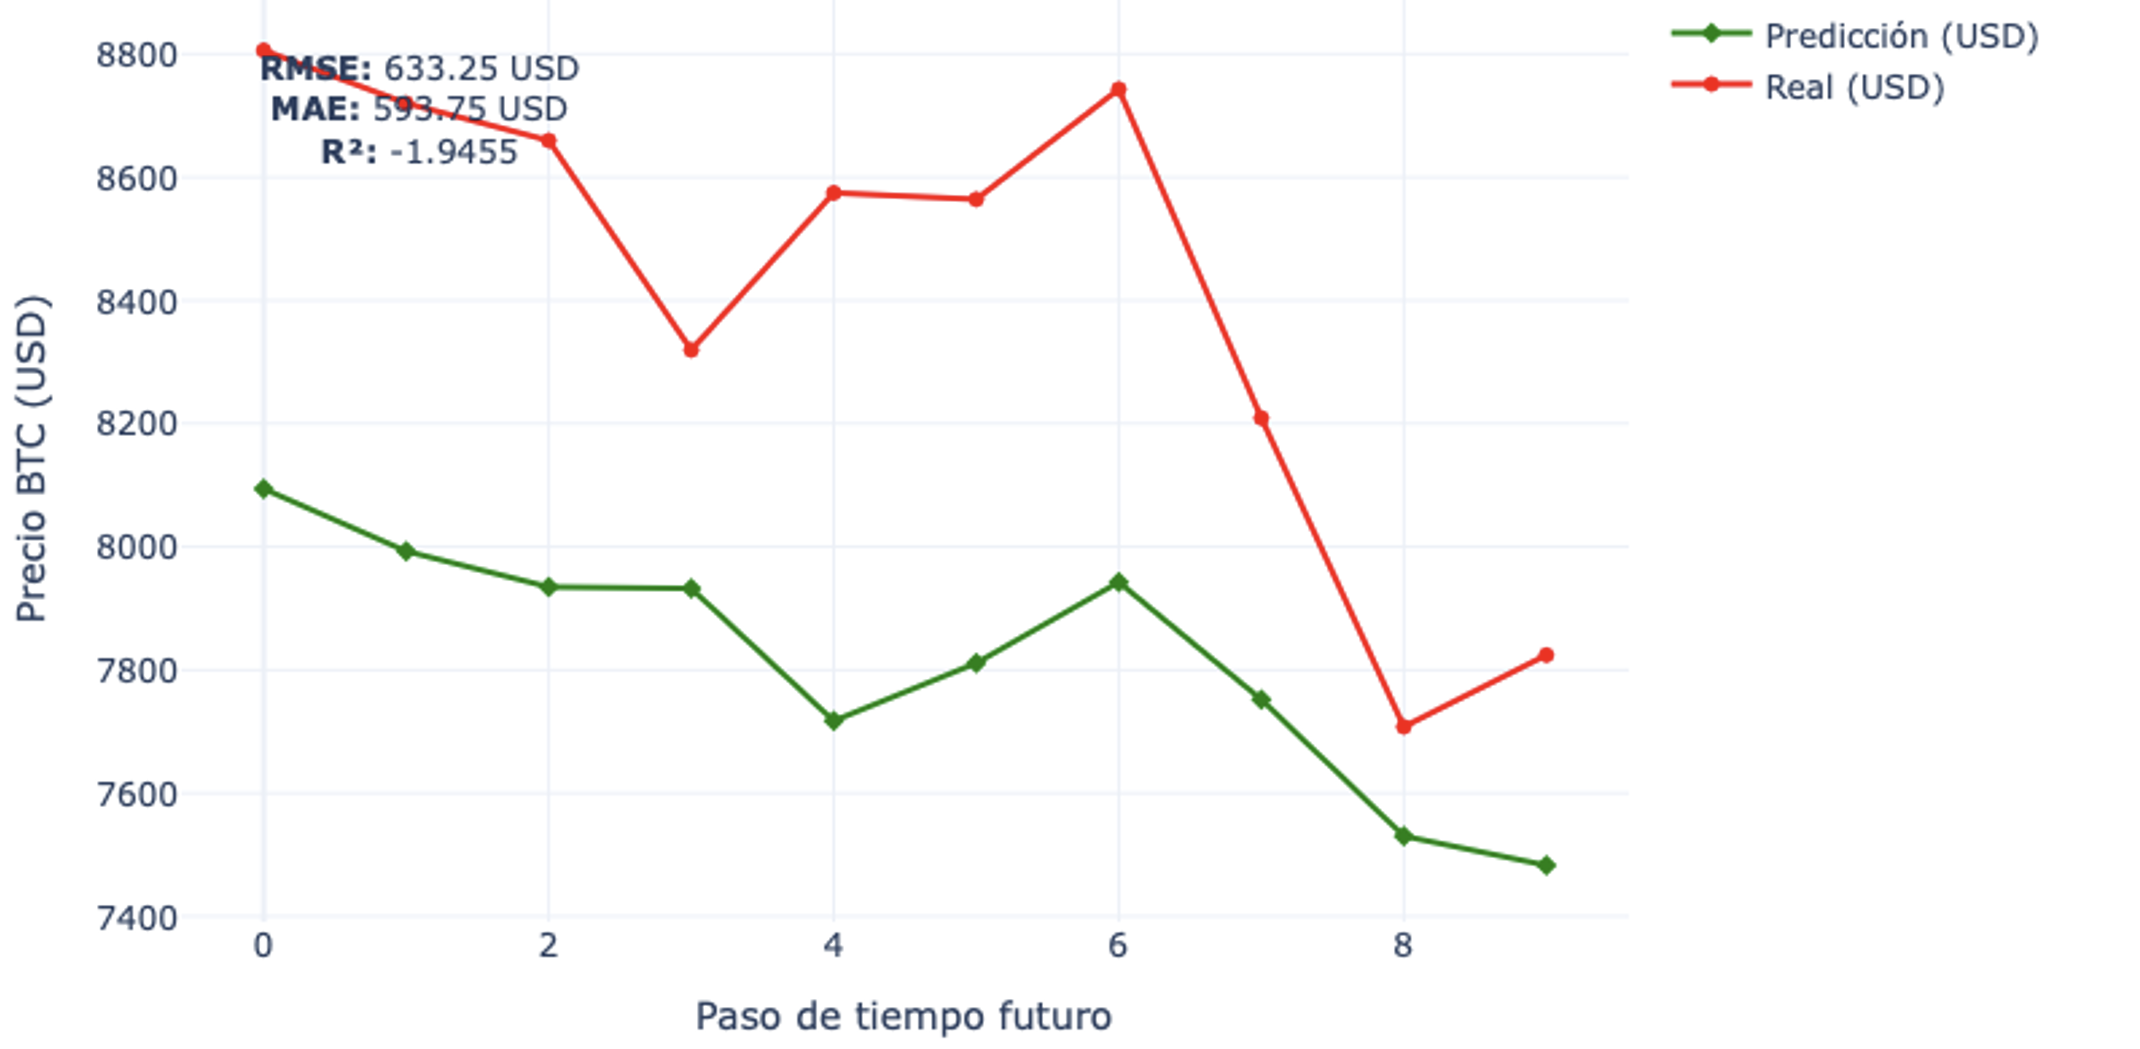 Predicción (USD)
Real (USD)
RMSE: 633.25 USD
MAE: 593.75 USD
R²: -1.9455
Precio BTC (USD)
8800
8600
8400
8200
8000
7800
7600
7400
0 2 4 6 8
Paso de tiempo futuro